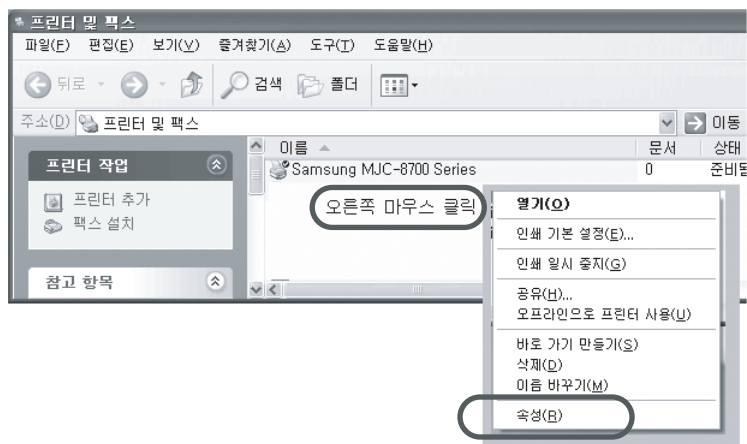 프린터 및 팩스
파일(F) 편집(E) 보기(V) 즐겨찾기(A) 도구(T) 도움말(H)
뒤로 검색 폴더
주소(D) 프린터 및 팩스 이동
이름 문서 상태
프린터 작업
Samsung MJC-8700 Series 0
프린터 추가
팩스 설치
오른쪽 마우스 클릭
참고 항목
열기(O)
인쇄 기본 설정(E)...
인쇄 일시 중지(G)
공유(H)...
오프라인으로 프린터 사용(U)
바로 가기 만들기(S)
삭제(D)
이름 바꾸기(M)
속성(R)